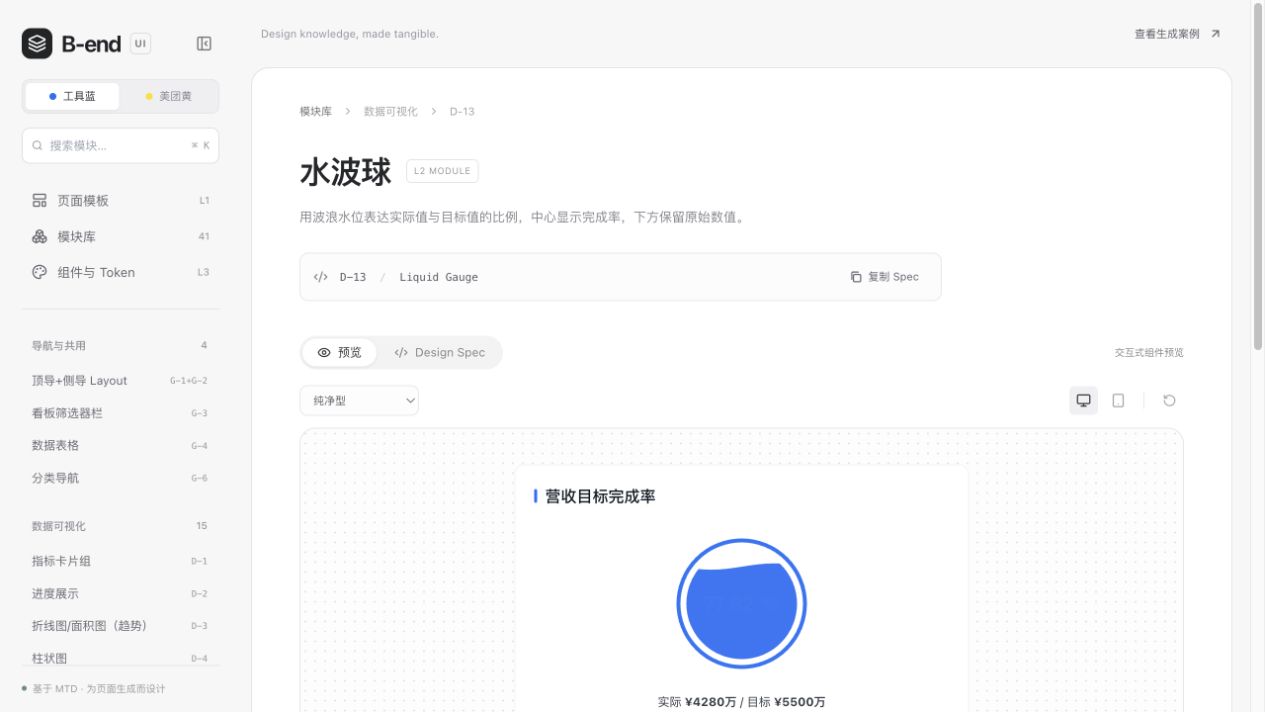 B-end UI
工具蓝 美团黄
搜索模块... ⌘ K
页面模板 L1
模块库 41
组件与 Token L3
导航与共用 4
顶导+侧导 Layout G-1+G-2
看板筛选器栏 G-3
数据表格 G-4
分类导航 G-6
数据可视化 15
指标卡片组 D-1
进度展示 D-2
折线图/面积图（趋势） D-3
柱状图 D-4
基于 MTD · 为页面生成而设计
Design knowledge, made tangible.
查看生成案例
模块库 > 数据可视化 > D-13
水波球 L2 MODULE
用波浪水位表达实际值与目标值的比例，中心显示完成率，下方保留原始数值。
</> D-13 / Liquid Gauge
复制 Spec
预览 </> Design Spec
交互式组件预览
纯净型
营收目标完成率
实际 ¥4280万 / 目标 ¥5500万